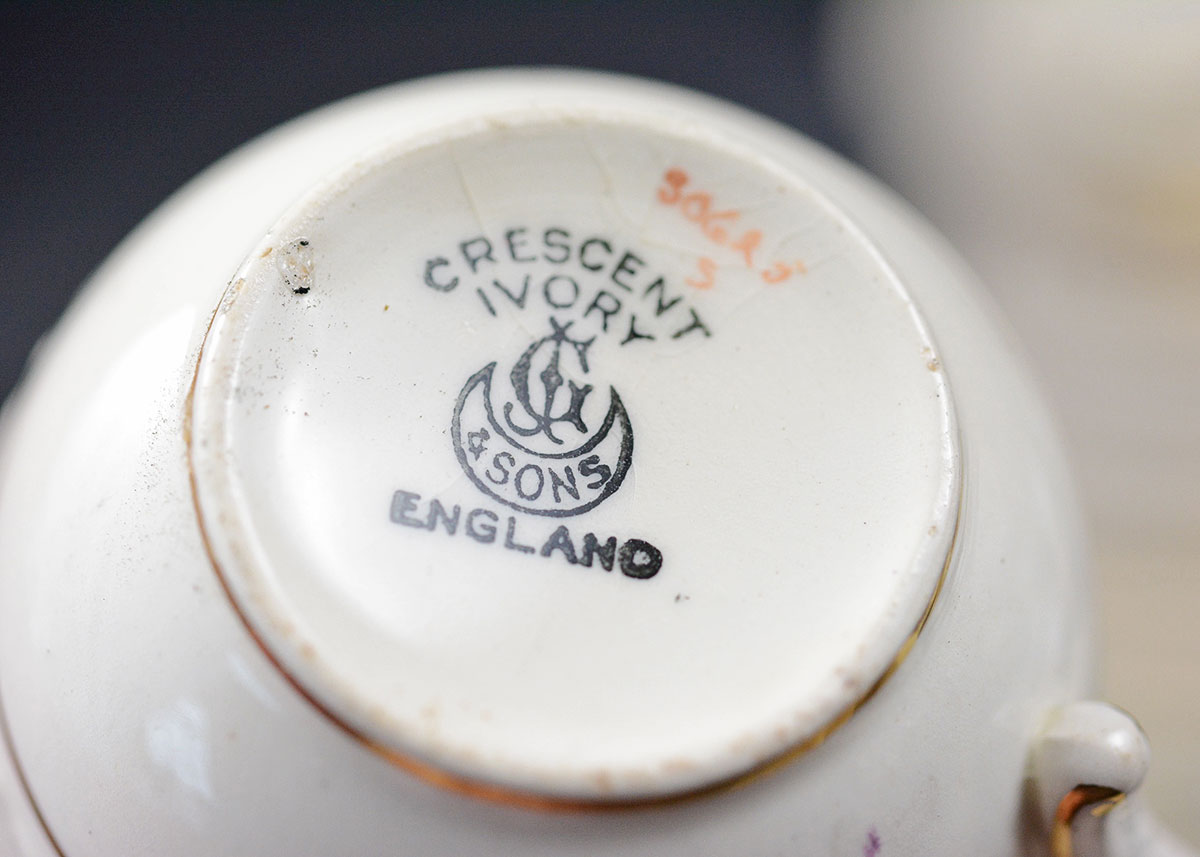 CRESCENT
IVORY
& SONS
ENGLAND